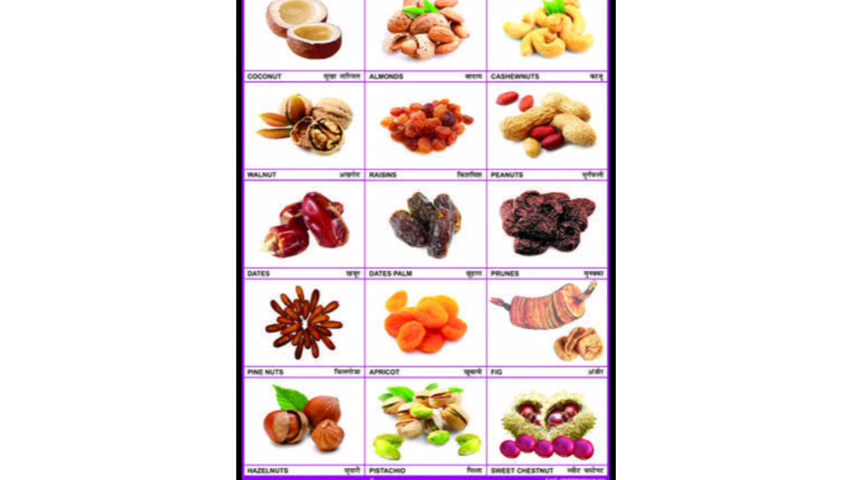 COCONUT सूखा नारियल ALMONDS बादाम CASHEWNUTS काजू
WALNUT अखरोट RAISINS किशमिश PEANUTS मूंगफली
DATES खजूर DATES PALM छुहारा PRUNES मुनक्का
PINE NUTS चिलगोजा APRICOT खुबानी FIG अंजीर
HAZELNUTS सुपारी PISTACHIO पिस्ता SWEET CHESTNUT स्वीट चेस्टनट